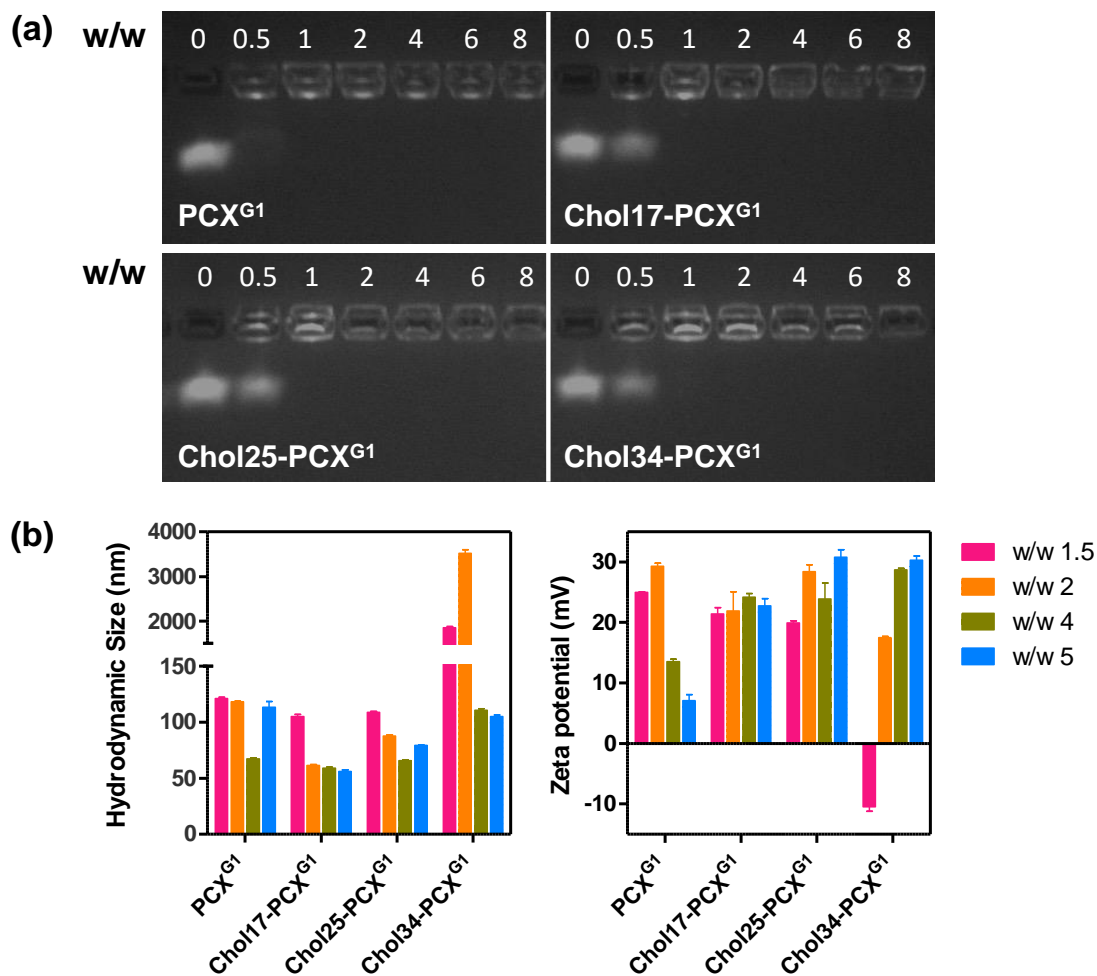 (a) w/w 0 0.5 1 2 4 6 8 0 0.5 1 2 4 6 8
PCXG1 Chol17-PCXG1
w/w 0 0.5 1 2 4 6 8 0 0.5 1 2 4 6 8
Chol25-PCXG1 Chol34-PCXG1
(b)
Hydrodynamic Size (nm)
4000
3000
2000
150
100
50
0
PCXG1
Chol17-PCXG1
Chol25-PCXG1
Chol34-PCXG1
Zeta potential (mV)
30
20
10
0
-10
PCXG1
Chol17-PCXG1
Chol25-PCXG1
Chol34-PCXG1
w/w 1.5
w/w 2
w/w 4
w/w 5